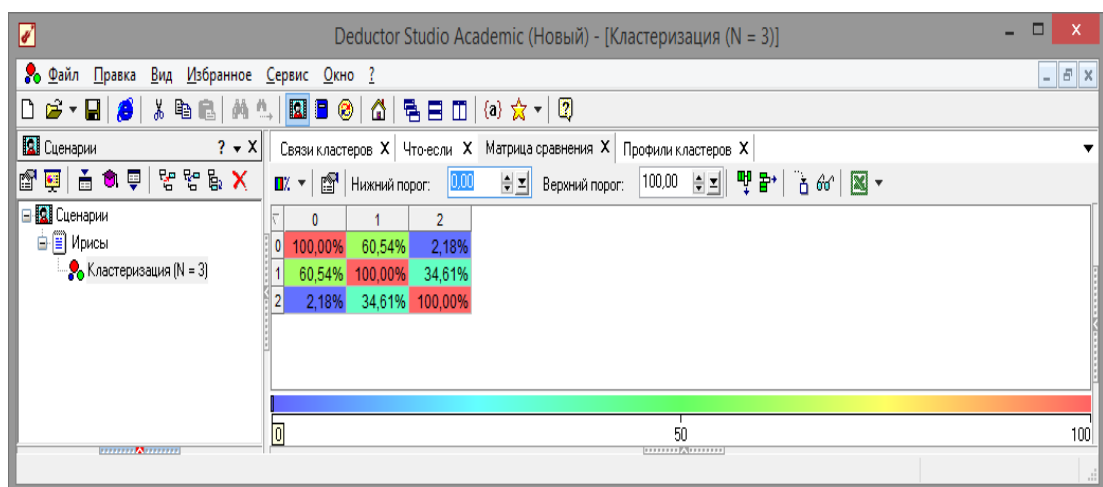 Deductor Studio Academic (Новый) - [Кластеризация (N = 3)]
Файл Правка Вид Избранное Сервис Окно ?
{a}
Сценарии ?
Связи кластеров X Что-если X Матрица сравнения X Профили кластеров X
Нижний порог: 0,00 Верхний порог: 100,00
Сценарии
Ирисы
Кластеризация (N = 3)
0 1 2
0 100,00% 60,54% 2,18%
1 60,54% 100,00% 34,61%
2 2,18% 34,61% 100,00%
0 50 100